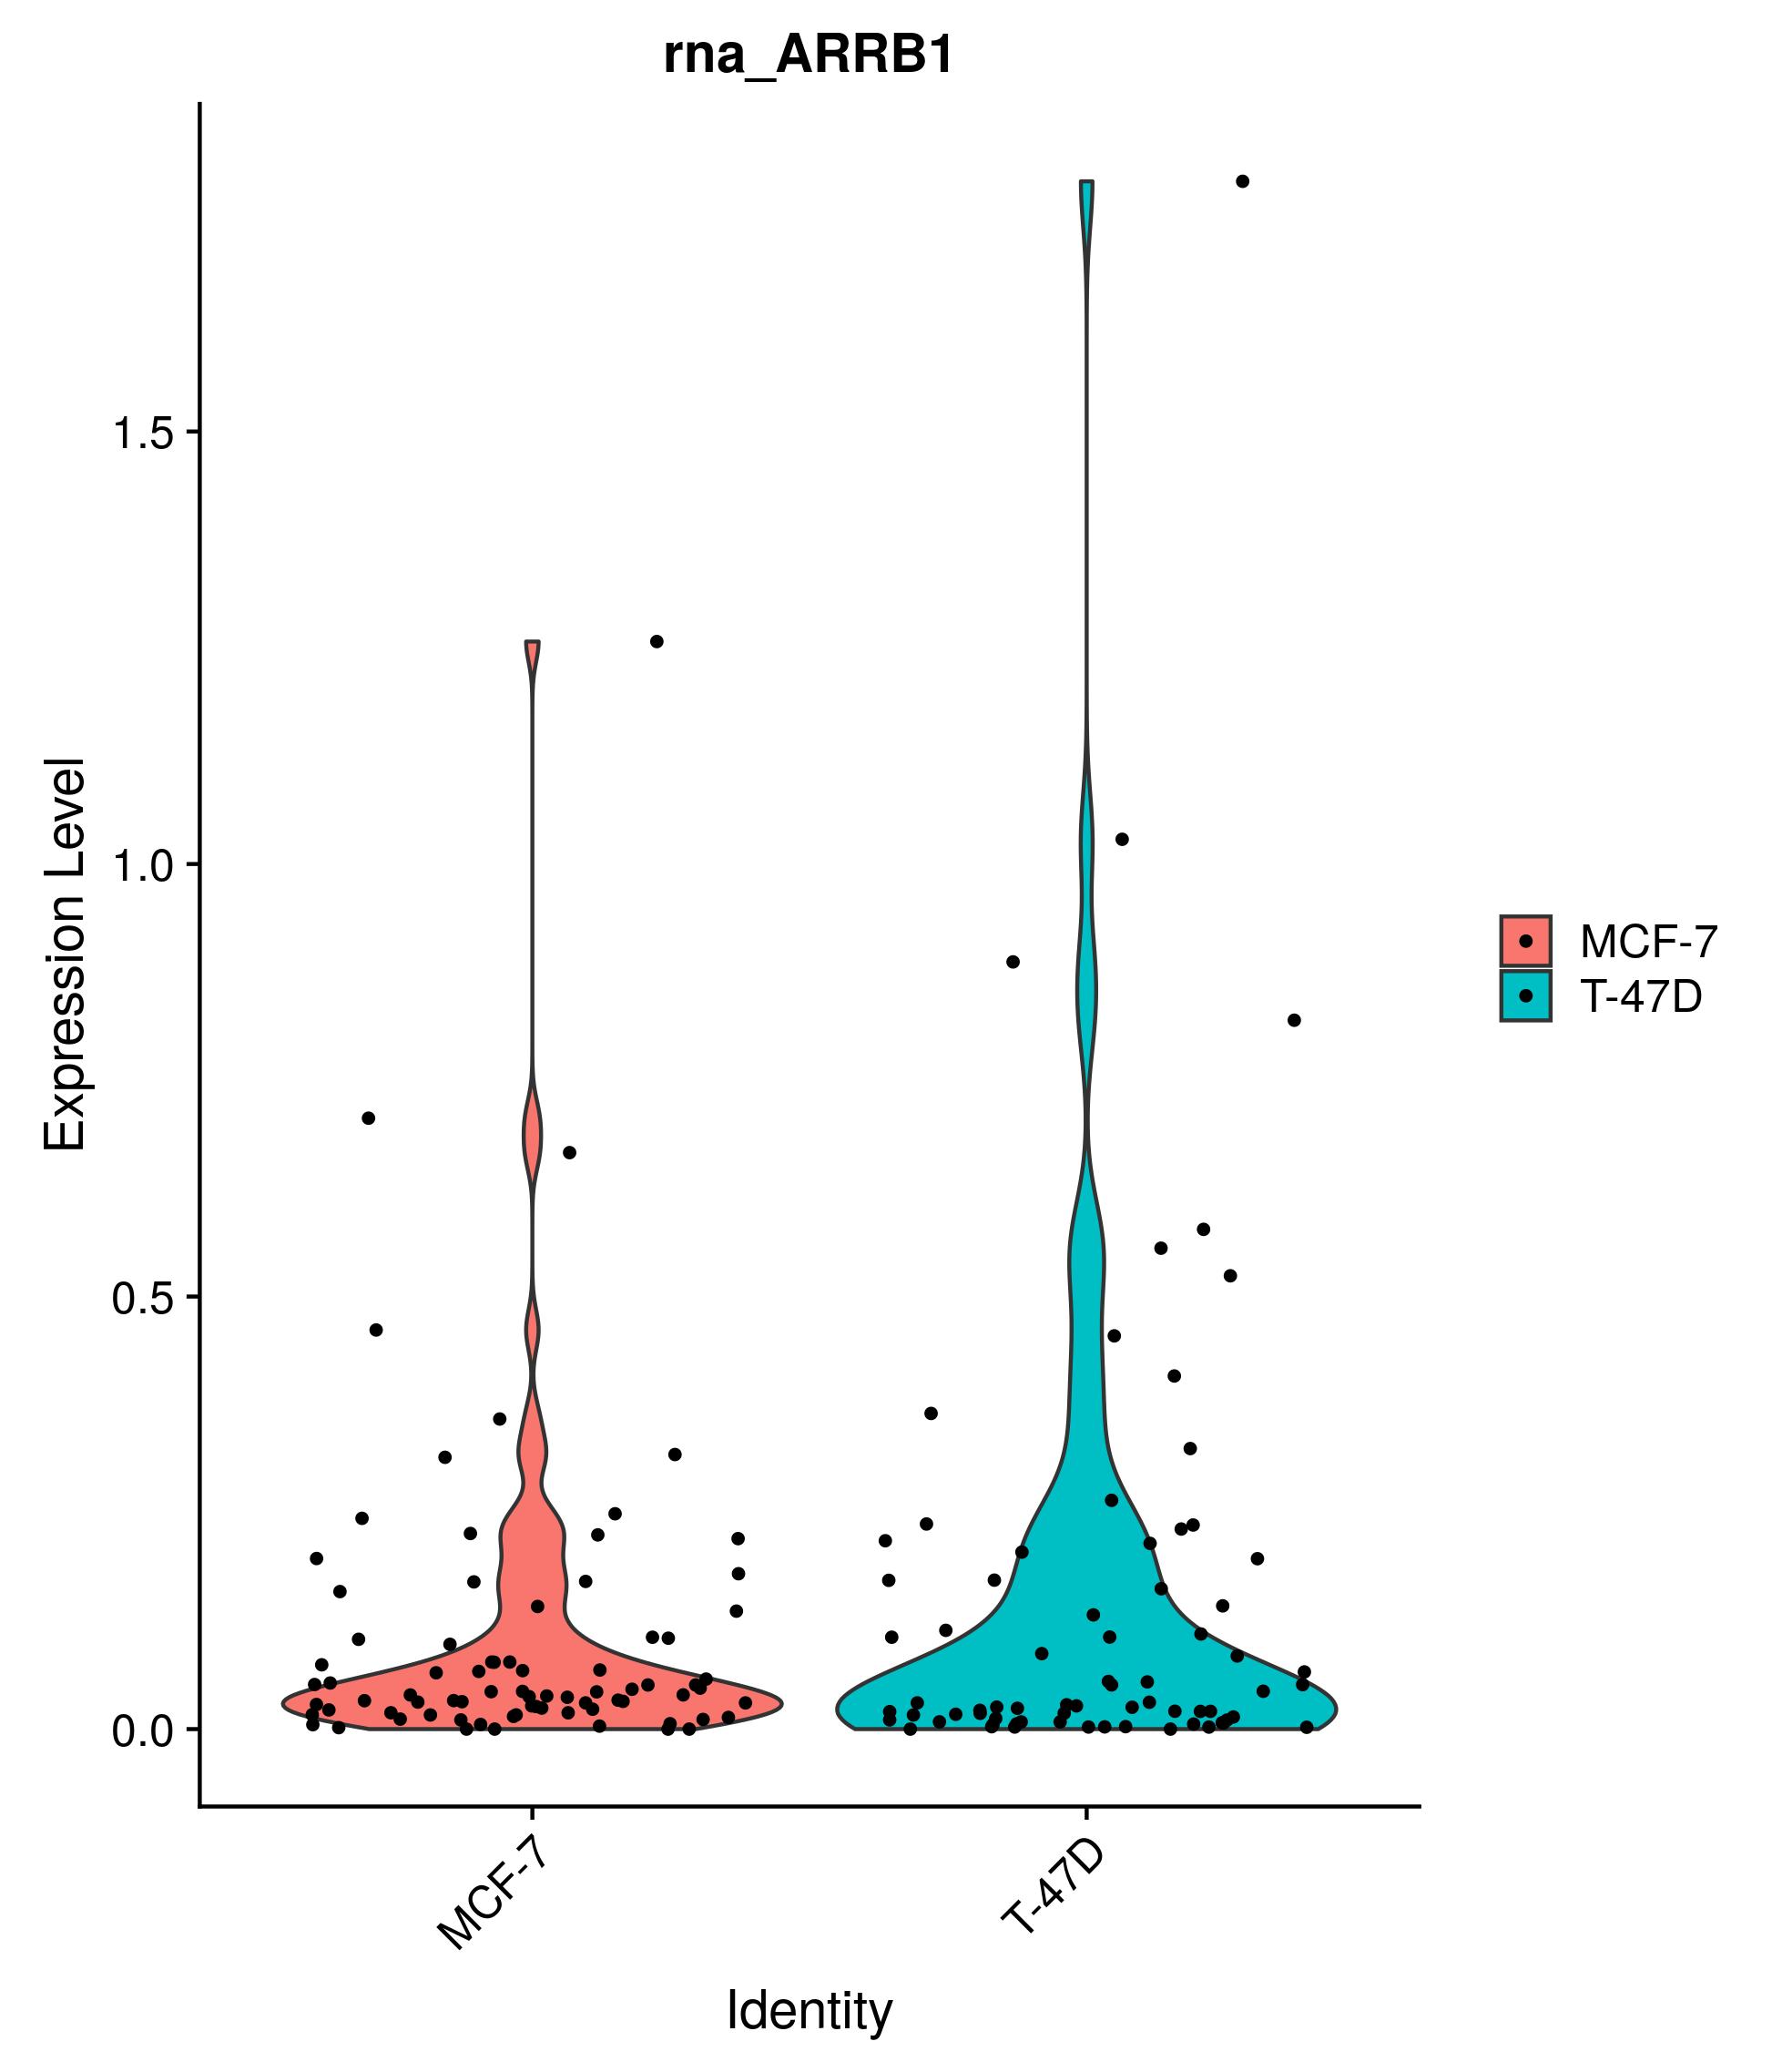 rna_ARRB1
Expression Level
1.5
1.0
0.5
0.0
MCF-7
T-47D
Identity
MCF-7
T-47D